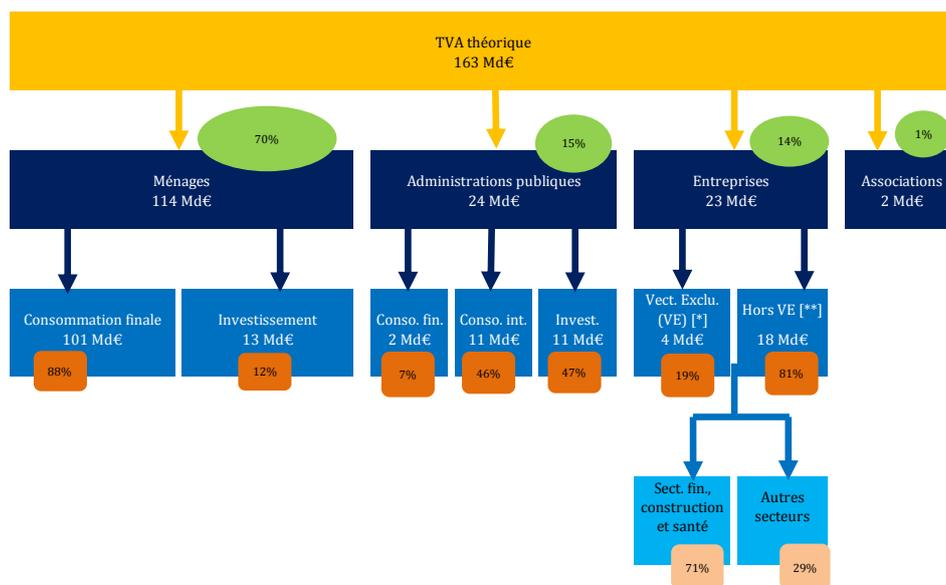 TVA théorique
163 Md€
70%
15%
14%
1%
Ménages
114 Md€
Administrations publiques
24 Md€
Entreprises
23 Md€
Associations
2 Md€
Consommation finale
101 Md€
88%
Investissement
13 Md€
12%
Conso. fin.
2 Md€
7%
Conso. int.
11 Md€
46%
Invest.
11 Md€
47%
Vect. Exclu.
(VE) [*]
4 Md€
19%
Hors VE [**]
18 Md€
81%
Sect. fin.,
construction
et santé
71%
Autres
secteurs
29%